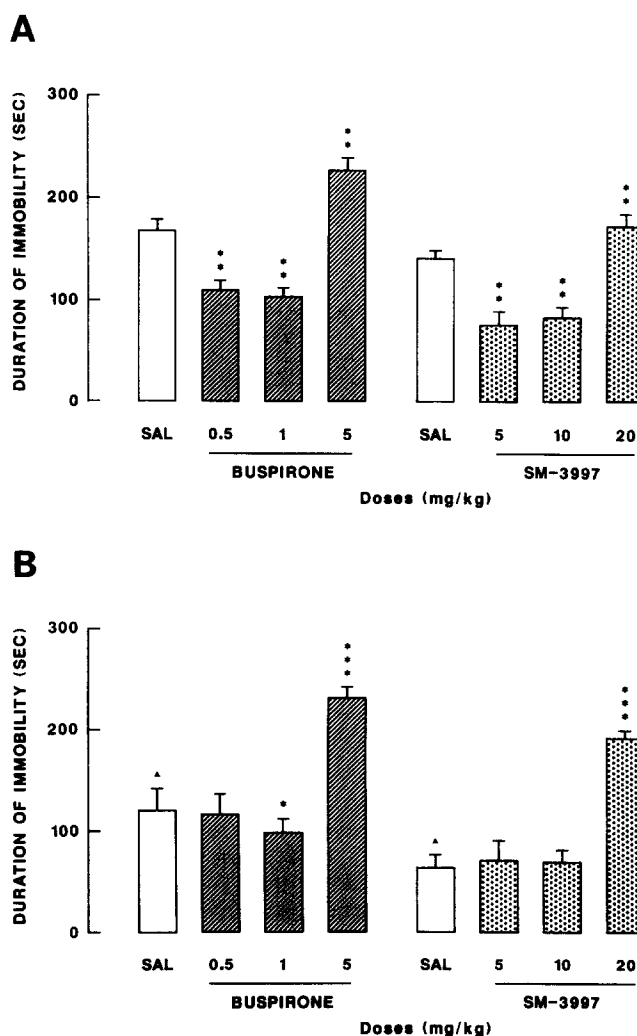 A
DURATION OF IMMOBILITY (SEC)
300
200
100
0
** ** ** ** ** **
SAL 0.5 1 5 SAL 5 10 20
BUSPIRONE SM-3997
Doses (mg/kg)
B
DURATION OF IMMOBILITY (SEC)
300
200
100
0
▲ * *** ▲ ***
SAL 0.5 1 5 SAL 5 10 20
BUSPIRONE SM-3997
Doses (mg/kg)